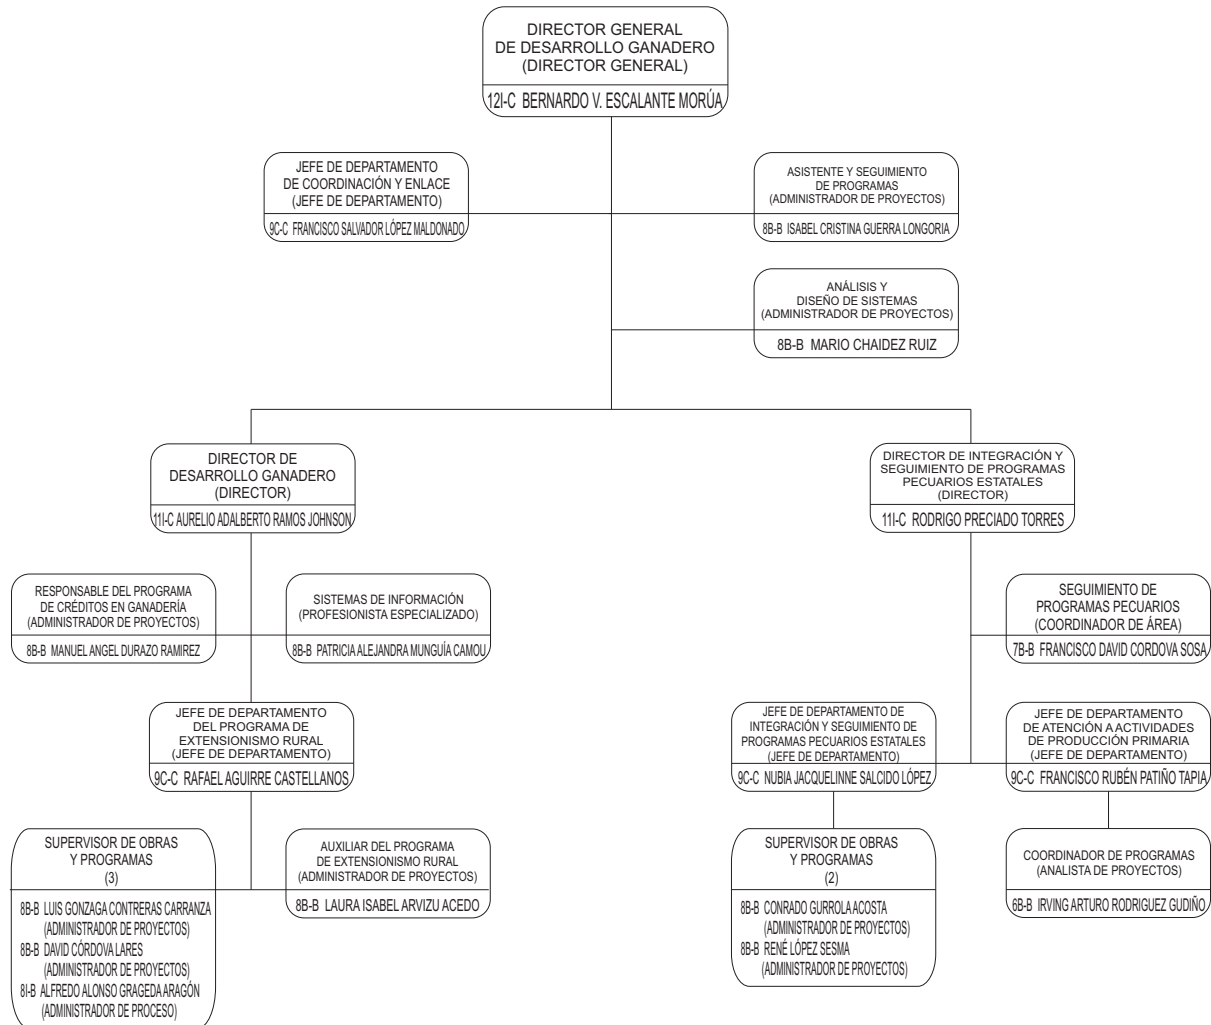 DIRECTOR GENERAL
DE DESARROLLO GANADERO
(DIRECTOR GENERAL)
12I-C BERNARDO V. ESCALANTE MORÚA
JEFE DE DEPARTAMENTO
DE COORDINACIÓN Y ENLACE
(JEFE DE DEPARTAMENTO)
9C-C FRANCISCO SALVADOR LÓPEZ MALDONADO
ASISTENTE Y SEGUIMIENTO
DE PROGRAMAS
(ADMINISTRADOR DE PROYECTOS)
8B-B ISABEL CRISTINA GUERRA LONGORIA
ANÁLISIS Y
DISEÑO DE SISTEMAS
(ADMINISTRADOR DE PROYECTOS)
8B-B MARIO CHAIDEZ RUIZ
DIRECTOR DE
DESARROLLO GANADERO
(DIRECTOR)
11I-C AURELIO ADALBERTO RAMOS JOHNSON
DIRECTOR DE INTEGRACIÓN Y
SEGUIMIENTO DE PROGRAMAS
PECUARIOS ESTATALES
(DIRECTOR)
11I-C RODRIGO PRECIADO TORRES
RESPONSABLE DEL PROGRAMA
DE CRÉDITOS EN GANADERÍA
(ADMINISTRADOR DE PROYECTOS)
8B-B MANUEL ANGEL DURAZO RAMIREZ
SISTEMAS DE INFORMACIÓN
(PROFESIONISTA ESPECIALIZADO)
8B-B PATRICIA ALEJANDRA MUNGUÍA CAMOU
SEGUIMIENTO DE
PROGRAMAS PECUARIOS
(COORDINADOR DE ÁREA)
7B-B FRANCISCO DAVID CORDOVA SOSA
JEFE DE DEPARTAMENTO
DEL PROGRAMA DE
EXTENSIONISMO RURAL
(JEFE DE DEPARTAMENTO)
9C-C RAFAEL AGUIRRE CASTELLANOS
JEFE DE DEPARTAMENTO DE
INTEGRACIÓN Y SEGUIMIENTO DE
PROGRAMAS PECUARIOS ESTATALES
(JEFE DE DEPARTAMENTO)
9C-C NUBIA JACQUELINNE SALCIDO LÓPEZ
JEFE DE DEPARTAMENTO
DE ATENCIÓN A ACTIVIDADES
DE PRODUCCIÓN PRIMARIA
(JEFE DE DEPARTAMENTO)
9C-C FRANCISCO RUBÉN PATIÑO TAPIA
SUPERVISOR DE OBRAS
Y PROGRAMAS
(3)
8B-B LUIS GONZAGA CONTRERAS CARRANZA
(ADMINISTRADOR DE PROYECTOS)
8B-B DAVID CÓRDOVA LARES
(ADMINISTRADOR DE PROYECTOS)
8I-B ALFREDO ALONSO GRAGEDA ARAGÓN
(ADMINISTRADOR DE PROCESO)
AUXILIAR DEL PROGRAMA
DE EXTENSIONISMO RURAL
(ADMINISTRADOR DE PROYECTOS)
8B-B LAURA ISABEL ARVIZU ACEDO
SUPERVISOR DE OBRAS
Y PROGRAMAS
(2)
8B-B CONRADO GURROLA ACOSTA
(ADMINISTRADOR DE PROYECTOS)
8B-B RENÉ LÓPEZ SESMA
(ADMINISTRADOR DE PROYECTOS)
COORDINADOR DE PROGRAMAS
(ANALISTA DE PROYECTOS)
6B-B IRVING ARTURO RODRIGUEZ GUDIÑO